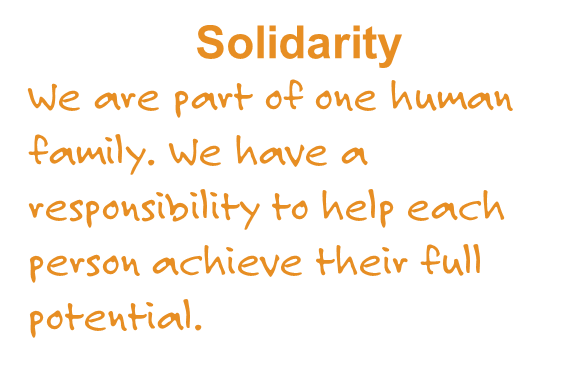 Solidarity
We are part of one human
family. We have a
responsibility to help each
person achieve their full
potential.